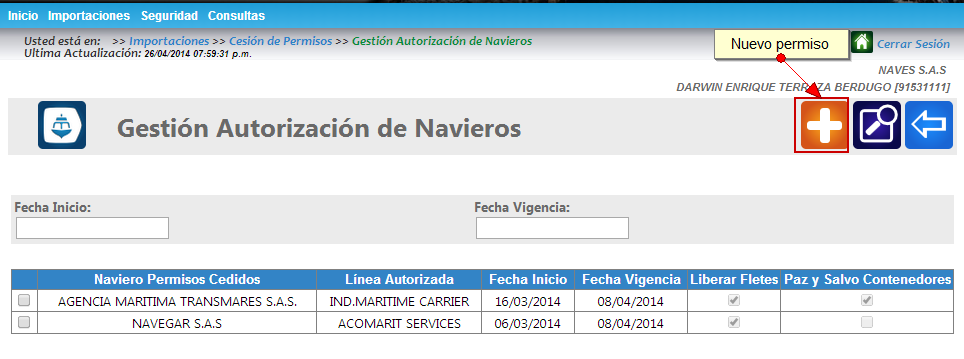 Inicio Importaciones Seguridad Consultas
Usted está en: >> Importaciones >> Cesión de Permisos >> Gestión Autorización de Navieros
Nuevo permiso
Cerrar Sesión
Ultima Actualización: 26/04/2014 07:59:31 p.m.
NAVES S.A.S
DARWIN ENRIQUE TERRAZA BERDUGO [91531111]
Gestión Autorización de Navieros
Fecha Inicio: Fecha Vigencia:
Naviero Permisos Cedidos Línea Autorizada Fecha Inicio Fecha Vigencia Liberar Fletes Paz y Salvo Contenedores
AGENCIA MARITIMA TRANSMARES S.A.S. IND.MARITIME CARRIER 16/03/2014 08/04/2014
NAVEGAR S.A.S ACOMARIT SERVICES 06/03/2014 08/04/2014